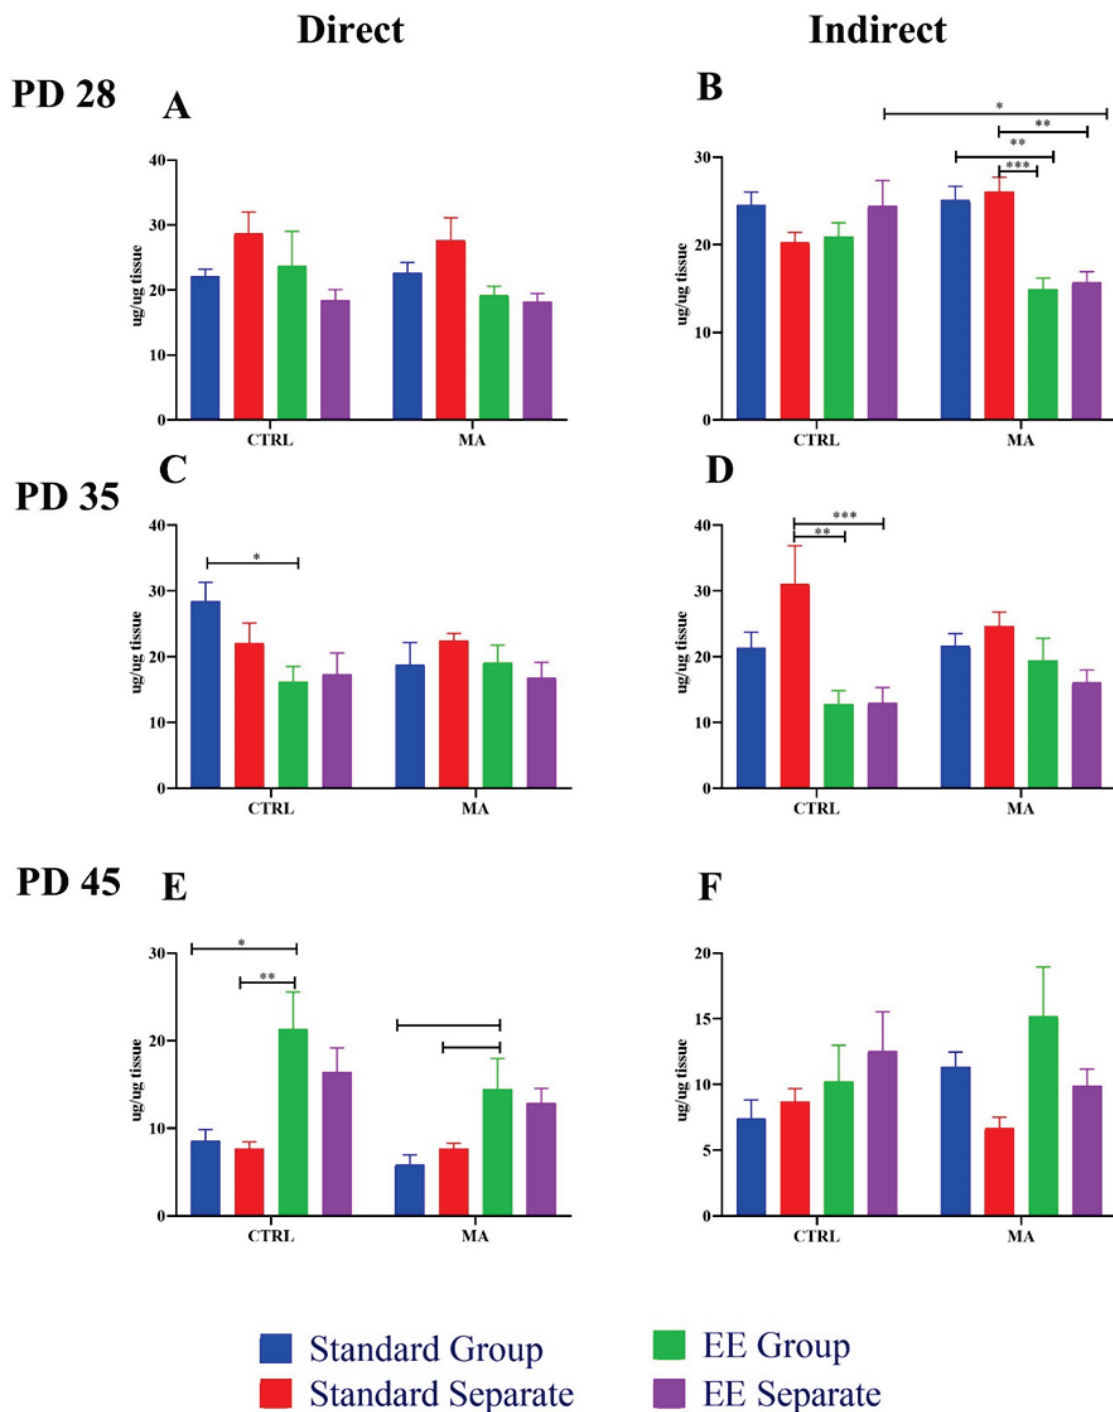 Direct Indirect
PD 28
A
B
*
**
**
***
40
30
20
10
0
ug/ug tissue
CTRL MA
30
20
10
0
ug/ug tissue
CTRL MA
PD 35
C
D
*
40
30
20
10
0
ug/ug tissue
CTRL MA
***
**
40
30
20
10
0
ug/ug tissue
CTRL MA
PD 45
E
F
*
**
30
20
10
0
ug/ug tissue
CTRL MA
20
15
10
5
0
ug/ug tissue
CTRL MA
Standard Group EE Group
Standard Separate EE Separate